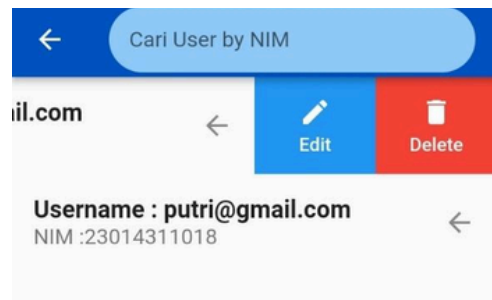 Cari User by NIM
il.com
Edit
Delete
Username : putri@gmail.com
NIM :23014311018